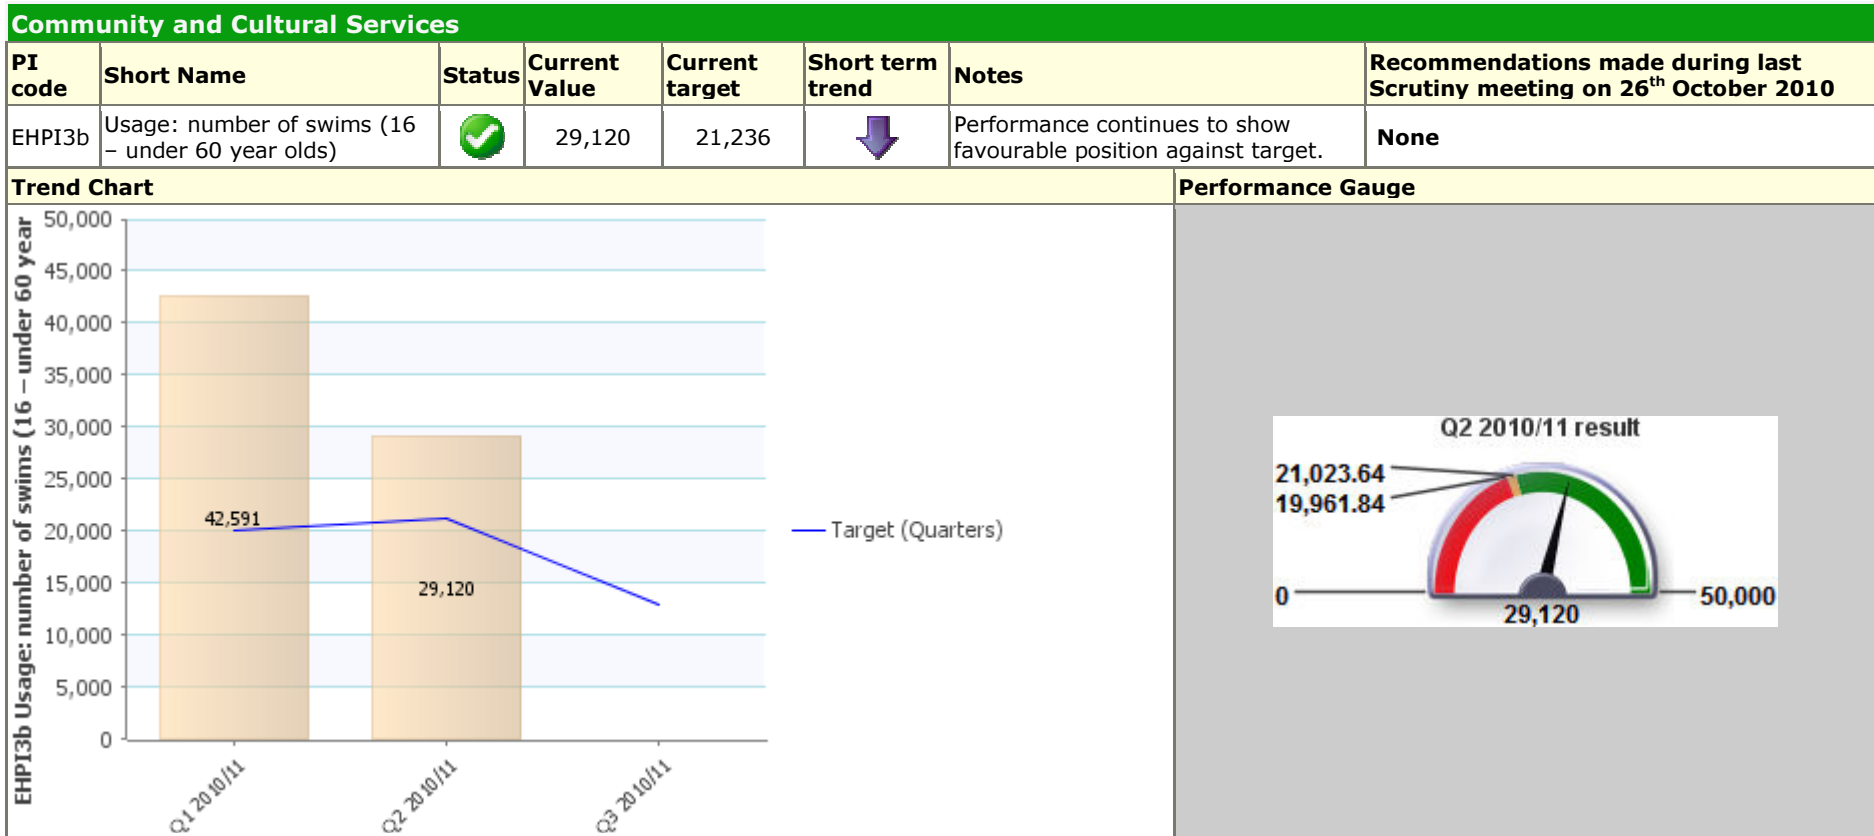 Community and Cultural Services
PI code
Short Name
Status
Current Value
Current target
Short term trend
Notes
Recommendations made during last
Scrutiny meeting on 26th October 2010
EHPI3b
Usage: number of swims (16
– under 60 year olds)
29,120
21,236
Performance continues to show
favourable position against target.
None
Trend Chart
Performance Gauge
EHPI3b Usage: number of swims (16 – under 60 year
50,000
45,000
40,000
35,000
30,000
25,000
20,000
15,000
10,000
5,000
0
42,591
29,120
Q1 2010/11
Q2 2010/11
Q3 2010/11
Target (Quarters)
Q2 2010/11 result
21,023.64
19,961.84
0
50,000
29,120